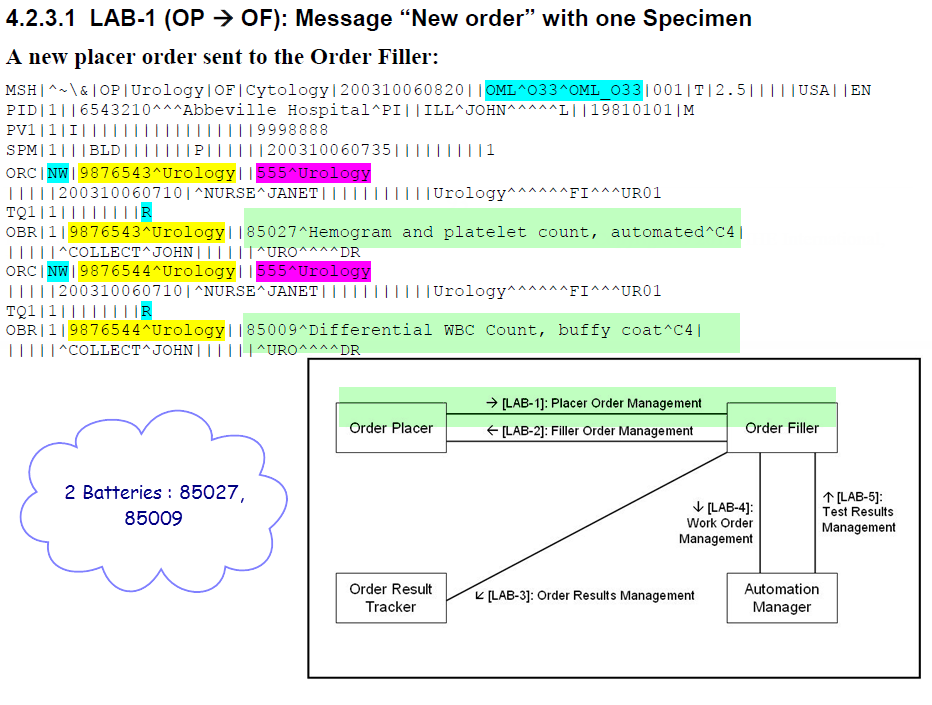 4.2.3.1 LAB-1 (OP → OF): Message “New order” with one Specimen
A new placer order sent to the Order Filler:
MSH|^~\&|OP|Urology|OF|Cytology|200310060820||OML^O33^OML_O33|001|T|2.5|||||USA||EN
PID|1||6543210^^^Abbeville Hospital^PI||ILL^JOHN^^^^^L||19810101|M
PV1|1|I|||||||||||||||||9998888
SPM|1|||BLD|||||||P||||||200310060735|||||||||1
ORC|NW|9876543^Urology||555^Urology
|||||200310060710|^NURSE^JANET|||||||||||Urology^^^^^^FI^^^UR01
TQ1|1||||||||R
OBR|1|9876543^Urology||85027^Hemogram and platelet count, automated^C4|
|||||^COLLECT^JOHN||||||^URO^^^^DR
ORC|NW|9876544^Urology||555^Urology
|||||200310060710|^NURSE^JANET|||||||||||Urology^^^^^^FI^^^UR01
TQ1|1||||||||R
OBR|1|9876544^Urology||85009^Differential WBC Count, buffy coat^C4|
|||||^COLLECT^JOHN||||||^URO^^^^DR
2 Batteries : 85027,
85009
→ [LAB-1]: Placer Order Management
Order Placer
← [LAB-2]: Filler Order Management
Order Filler
↓ [LAB-4]:
Work Order
Management
↑ [LAB-5]:
Test Results
Management
Order Result
Tracker
↙ [LAB-3]: Order Results Management
Automation
Manager